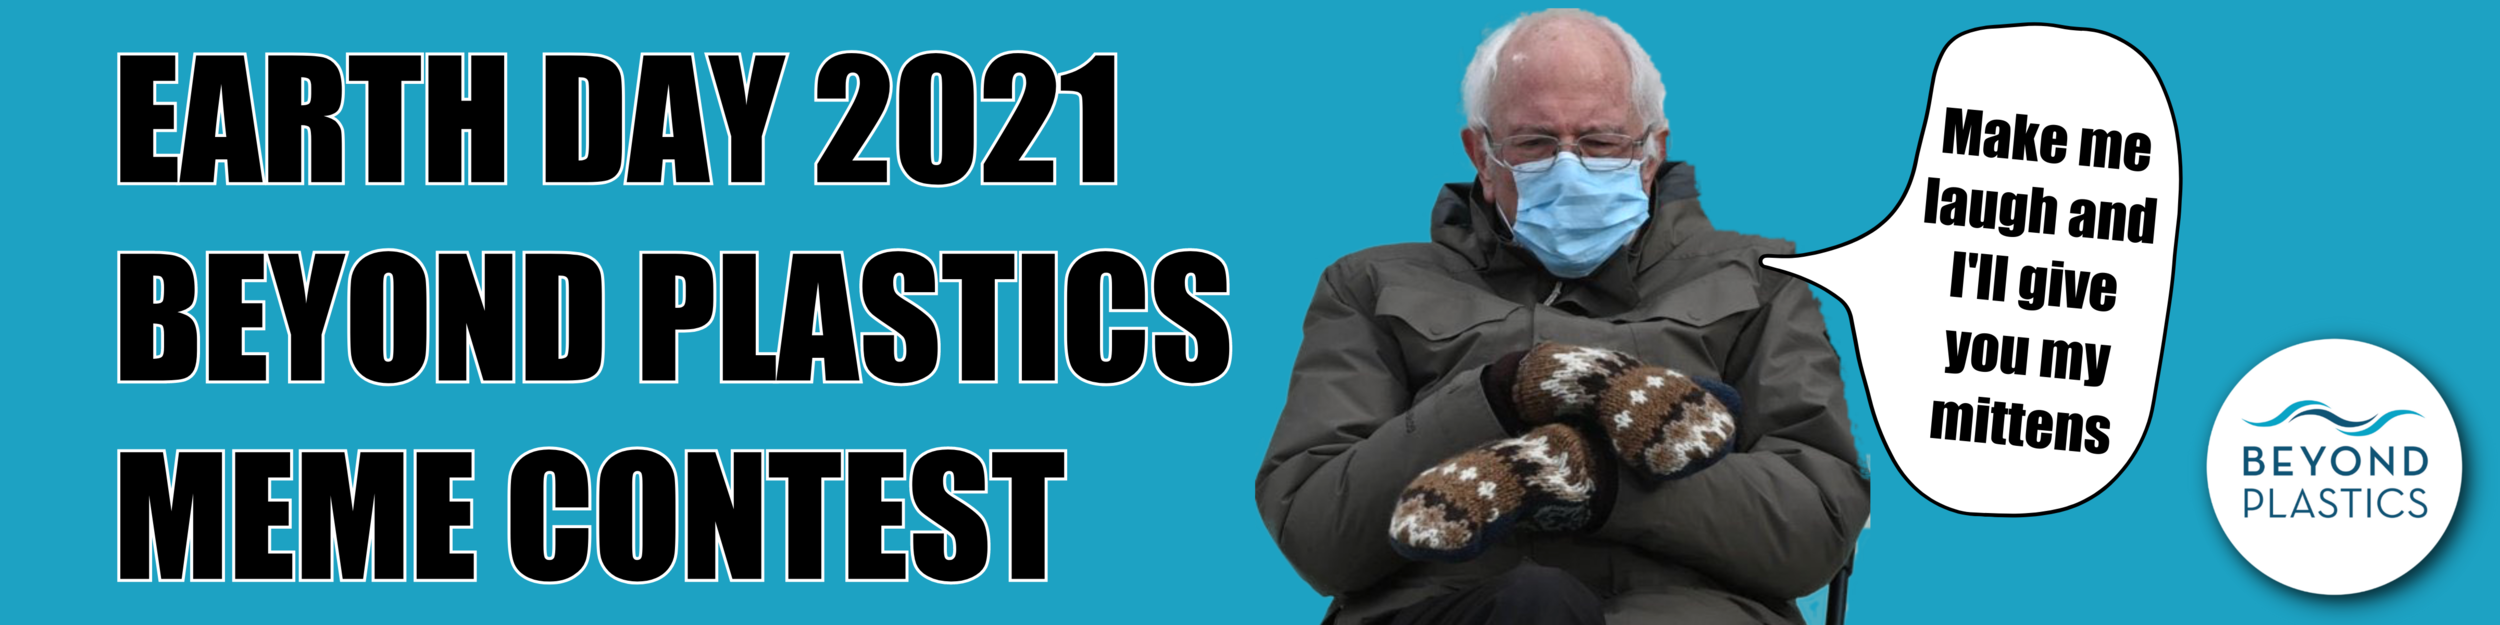 EARTH DAY 2021
BEYOND PLASTICS
MEME CONTEST
Make me
laugh and
I'll give
you my
mittens
BEYOND
PLASTICS